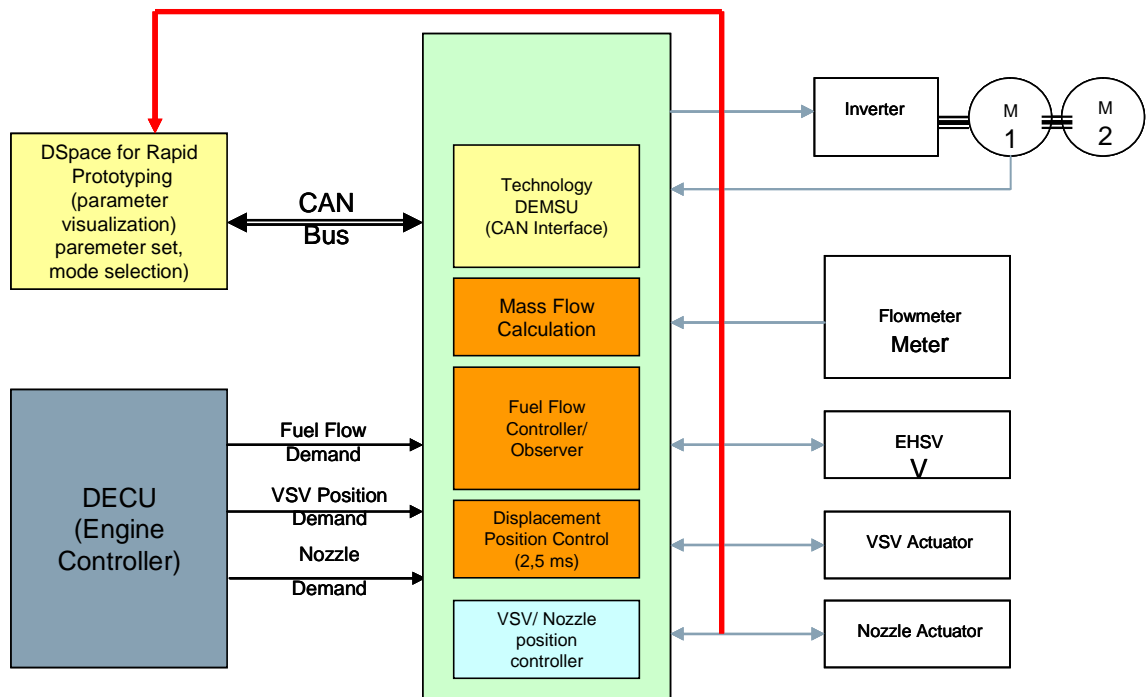 DSpace for Rapid
Prototyping
(parameter
visualization)
paremeter set,
mode selection)
CAN
Bus
DECU
(Engine
Controller)
Fuel Flow
Demand
VSV Position
Demand
Nozzle
Demand
Technology
DEMSU
(CAN Interface)
Mass Flow
Calculation
Fuel Flow
Controller/
Observer
Displacement
Position Control
(2,5 ms)
VSV/ Nozzle
position
controller
Inverter
M
1
M
2
Flowmeter
Meter
EHSV
V
VSV Actuator
Nozzle Actuator